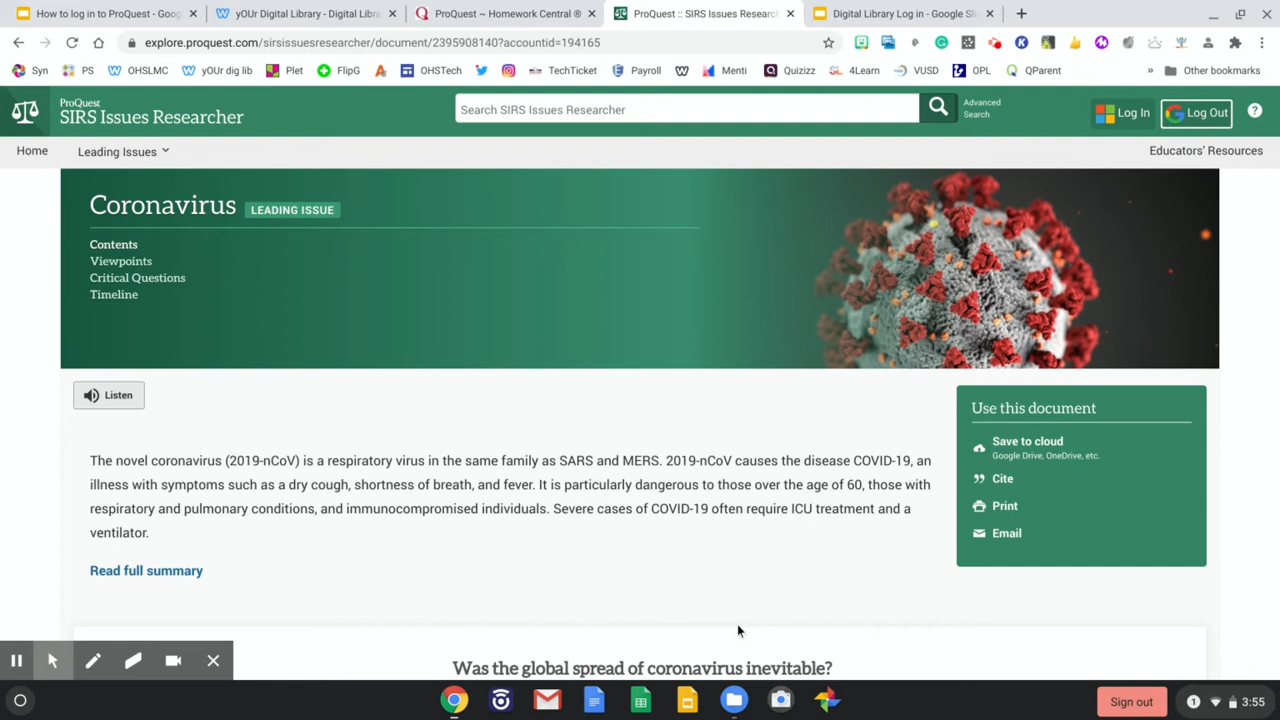 How to log in to ProQuest - Goog
yOUr Digital Library - Digital Libra
ProQuest ~ Homework Central ®
ProQuest :: SIRS Issues Researc
Digital Library Log in - Google Sli
explore.proquest.com/sirsissuesresearcher/document/2395908140?accountid=194165
Syn
PS
OHSLMC
yOUr dig lib
Plet
FlipG
OHSTech
TechTicket
Payroll
Menti
Quizizz
4Learn
VUSD
OPL
QParent
»
Other bookmarks
ProQuest
SIRS Issues Researcher
Search SIRS Issues Researcher
Advanced
Search
Log In
Log Out
?
Home
Leading Issues
Educators' Resources
Coronavirus
LEADING ISSUE
Contents
Viewpoints
Critical Questions
Timeline
Listen
The novel coronavirus (2019-nCoV) is a respiratory virus in the same family as SARS and MERS. 2019-nCoV causes the disease COVID-19, an
illness with symptoms such as a dry cough, shortness of breath, and fever. It is particularly dangerous to those over the age of 60, those with
respiratory and pulmonary conditions, and immunocompromised individuals. Severe cases of COVID-19 often require ICU treatment and a
ventilator.
Read full summary
Use this document
Save to cloud
Google Drive, OneDrive, etc.
Cite
Print
Email
Was the global spread of coronavirus inevitable?
Sign out
1
3:55